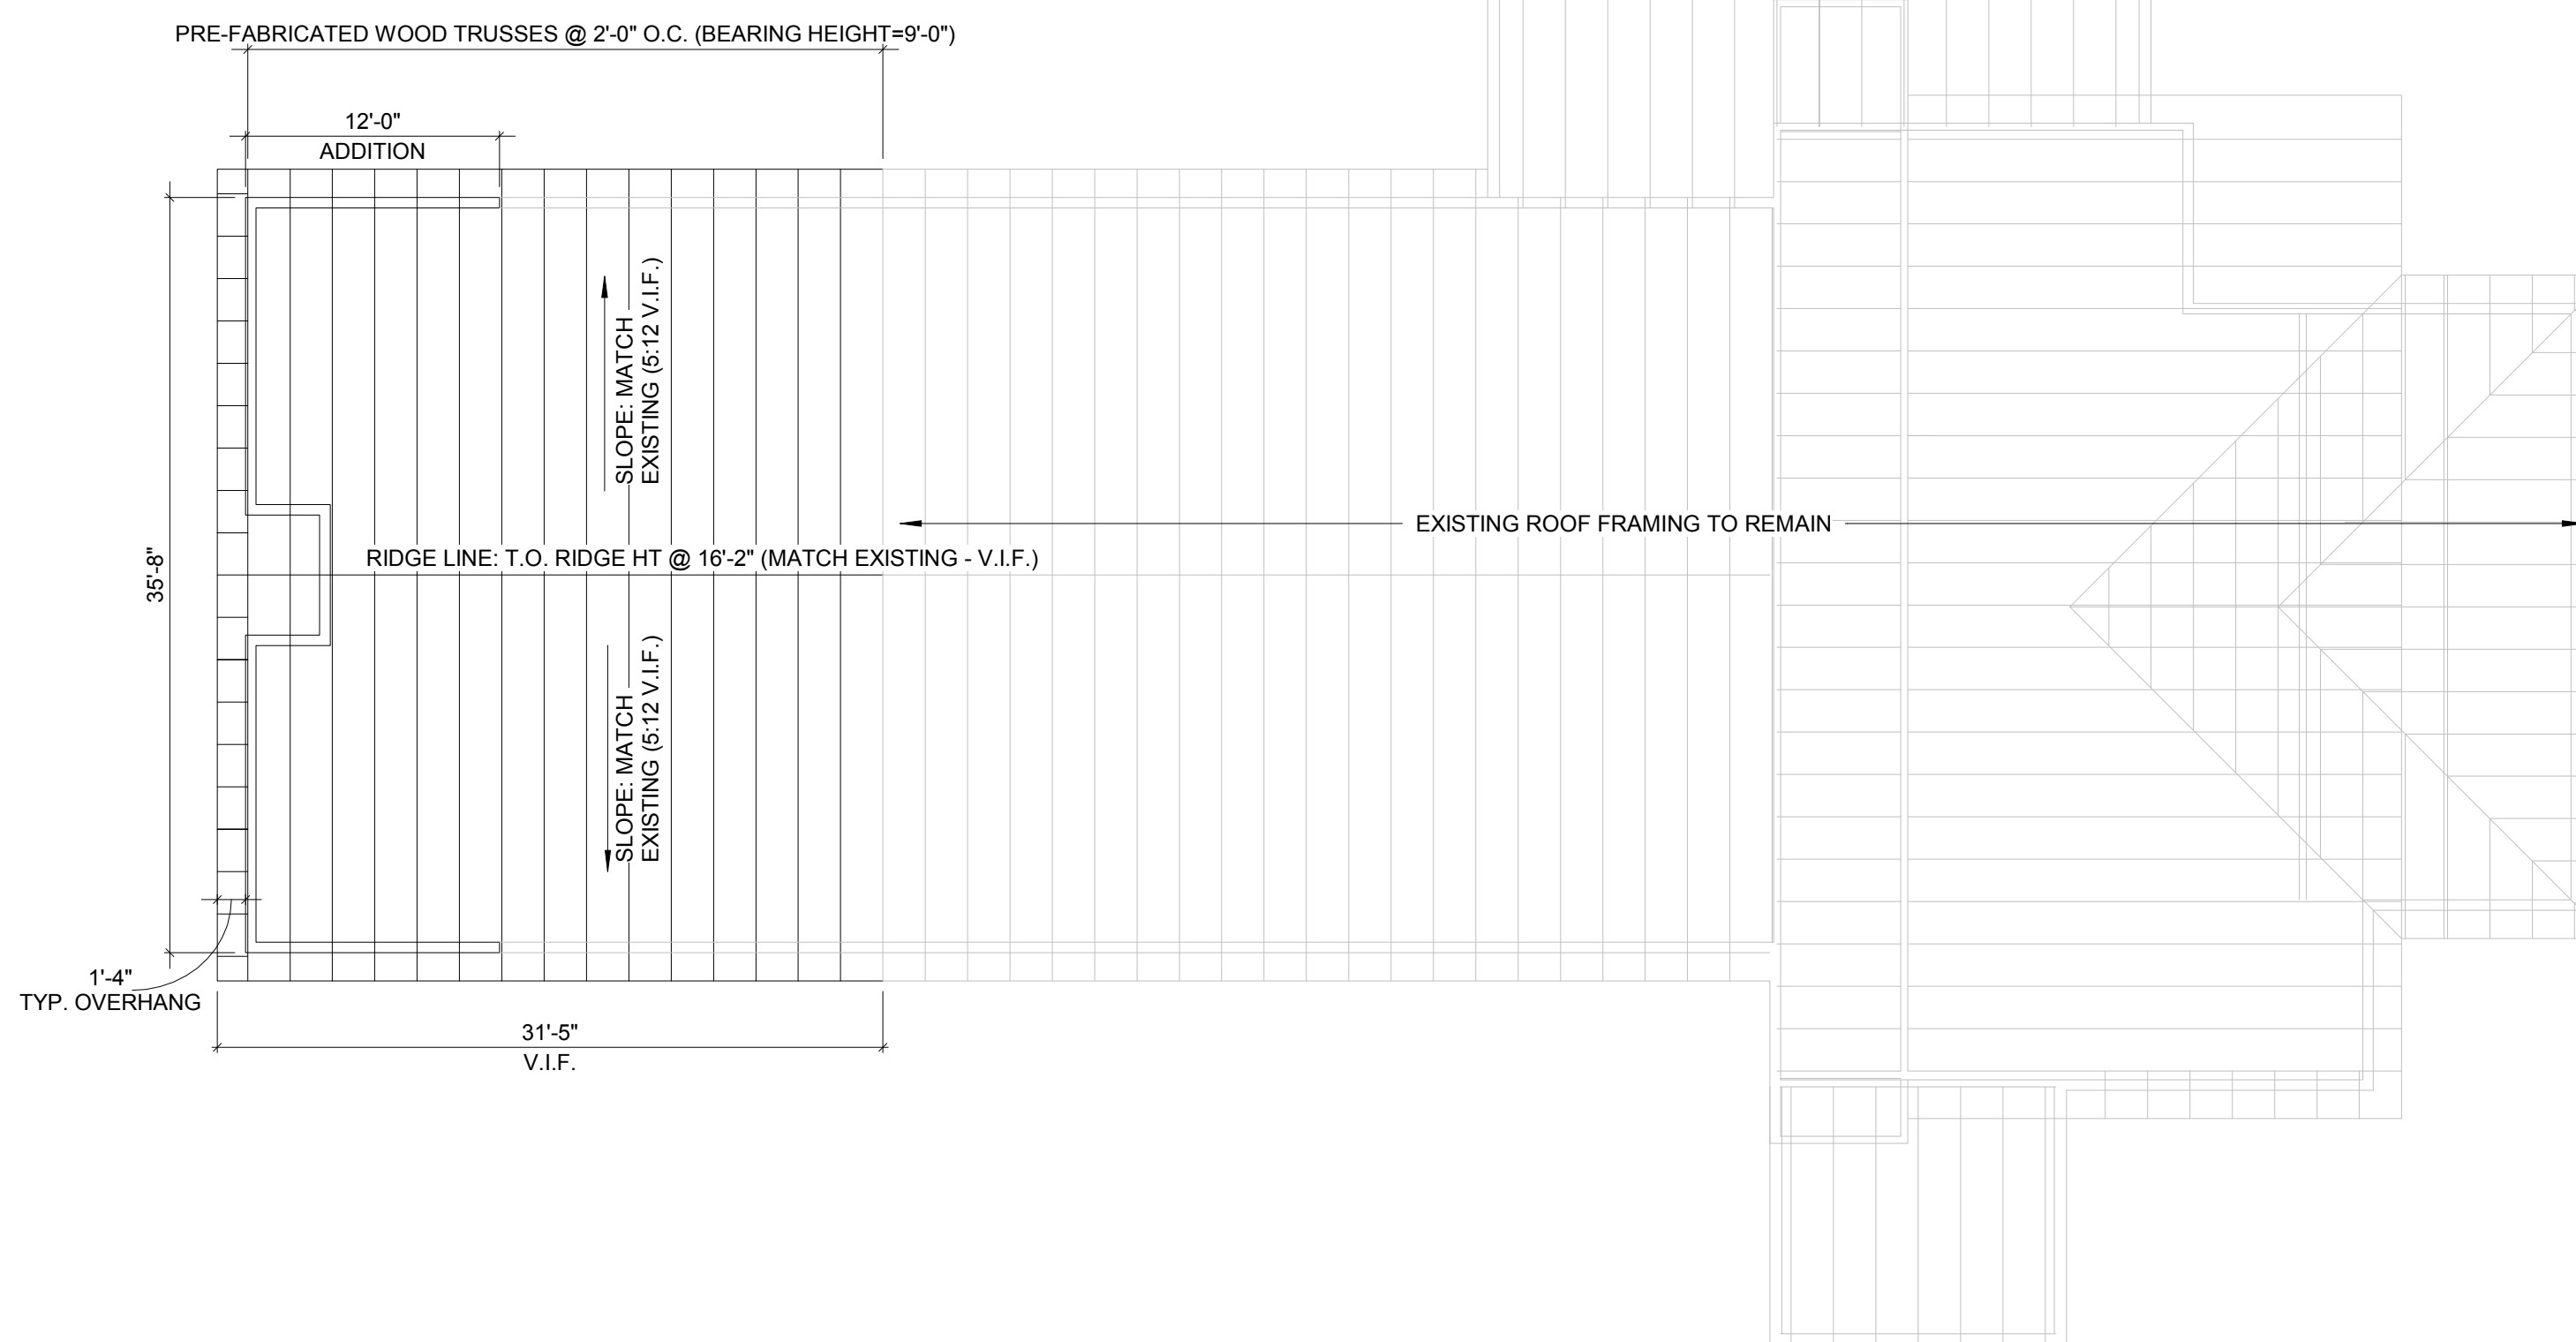 PRE-FABRICATED WOOD TRUSSES @ 2'-0" O.C. (BEARING HEIGHT=9'-0")
12'-0"
ADDITION
SLOPE: MATCH
EXISTING (5:12 V.I.F.)
EXISTING ROOF FRAMING TO REMAIN
RIDGE LINE: T.O. RIDGE HT @ 16'-2" (MATCH EXISTING - V.I.F.)
35'-8"
SLOPE: MATCH
EXISTING (5:12 V.I.F.)
1'-4"
TYP. OVERHANG
31'-5"
V.I.F.